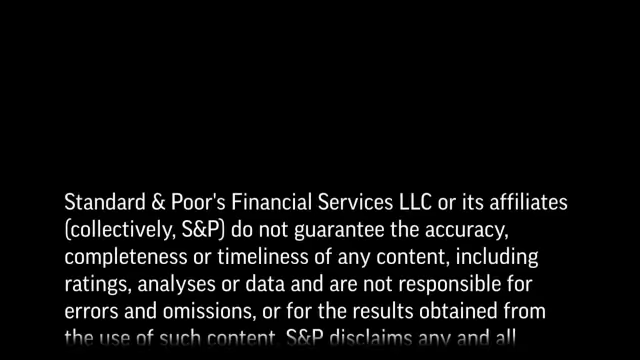 Standard & Poor's Financial Services LLC or its affiliates
(collectively, S&P) do not guarantee the accuracy,
completeness or timeliness of any content, including
ratings, analyses or data and are not responsible for
errors and omissions, or for the results obtained from
the use of such content. S&P disclaims any and all